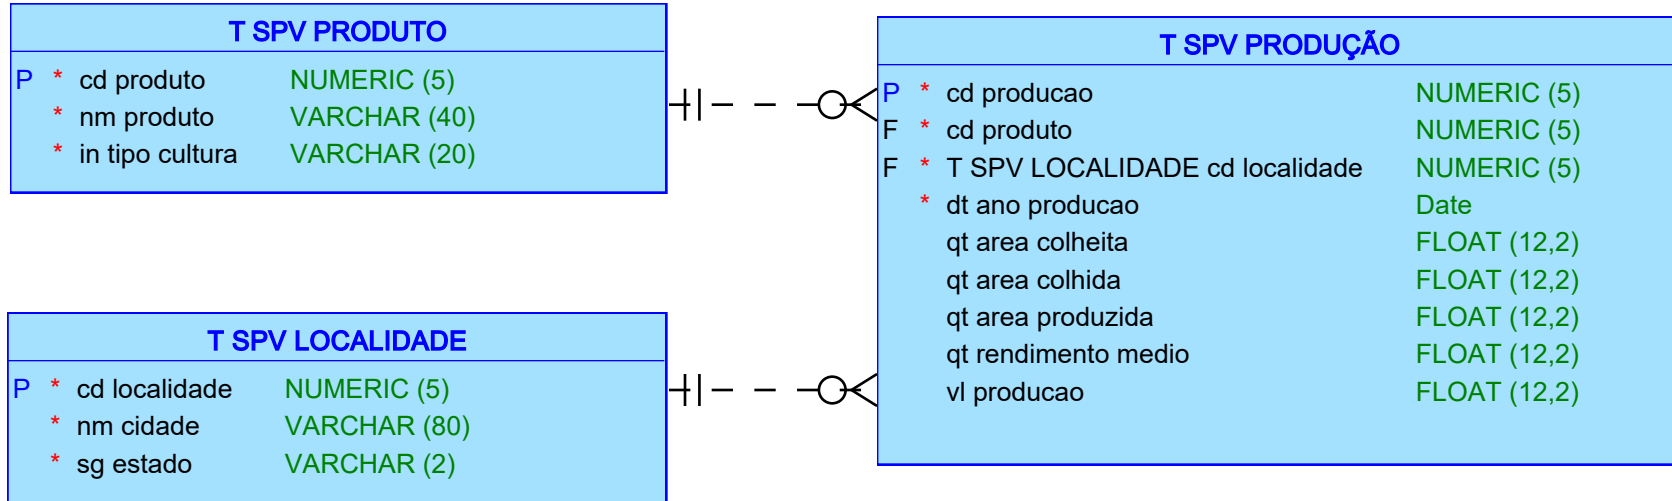 T SPV PRODUTO
P * cd produto NUMERIC (5)
* nm produto VARCHAR (40)
* in tipo cultura VARCHAR (20)
T SPV LOCALIDADE
P * cd localidade NUMERIC (5)
* nm cidade VARCHAR (80)
* sg estado VARCHAR (2)
T SPV PRODUÇÃO
P * cd producao NUMERIC (5)
F * cd produto NUMERIC (5)
F * T SPV LOCALIDADE cd localidade NUMERIC (5)
* dt ano producao Date
qt area colheita FLOAT (12,2)
qt area colhida FLOAT (12,2)
qt area produzida FLOAT (12,2)
qt rendimento medio FLOAT (12,2)
vl producao FLOAT (12,2)